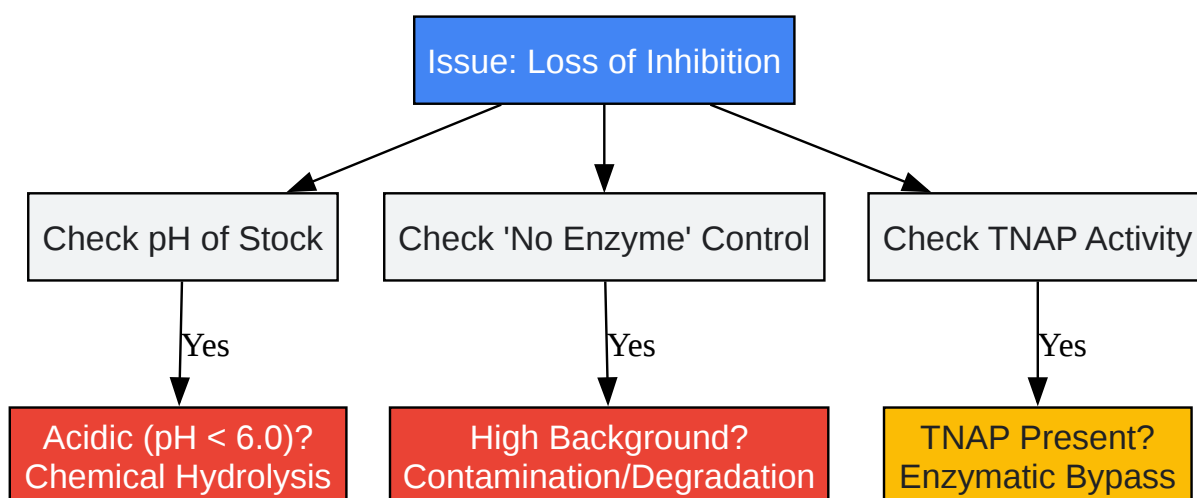 Issue: Loss of Inhibition
Check pH of Stock
Check 'No Enzyme' Control
Check TNAP Activity
Yes
Yes
Yes
Acidic (pH < 6.0)?
Chemical Hydrolysis
High Background?
Contamination/Degradation
TNAP Present?
Enzymatic Bypass